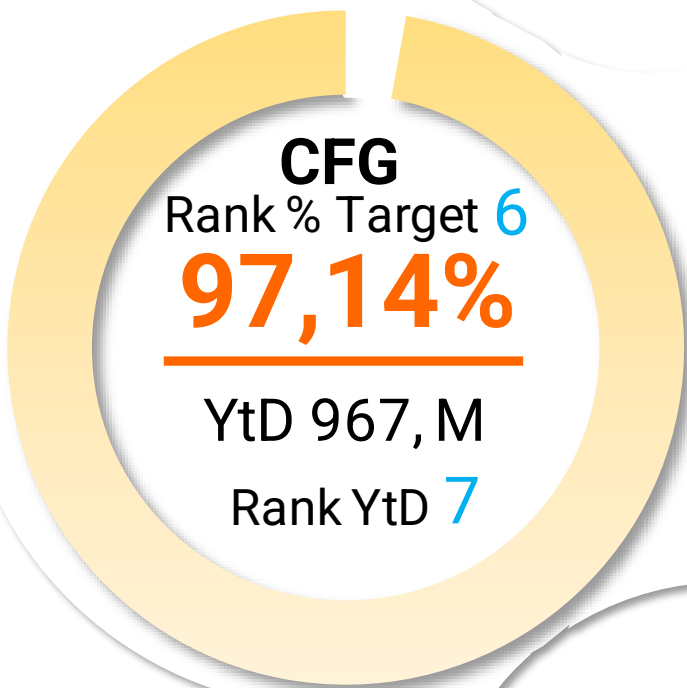 CFG
Rank % Target 6
97,14%
YtD 967, M
Rank YtD 7